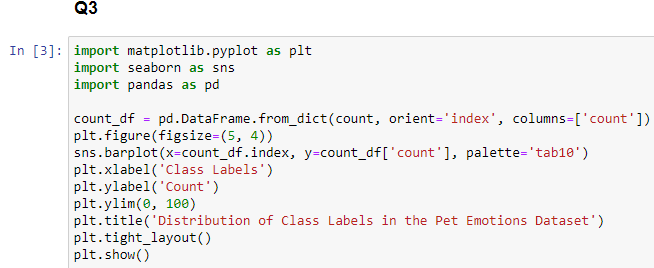 Q3
In [3]: import matplotlib.pyplot as plt
import seaborn as sns
import pandas as pd
count_df = pd.DataFrame.from_dict(count, orient='index', columns=['count'])
plt.figure(figsize=(5, 4))
sns.barplot(x=count_df.index, y=count_df['count'], palette='tab10')
plt.xlabel('Class Labels')
plt.ylabel('Count')
plt.ylim(0, 100)
plt.title('Distribution of Class Labels in the Pet Emotions Dataset')
plt.tight_layout()
plt.show()